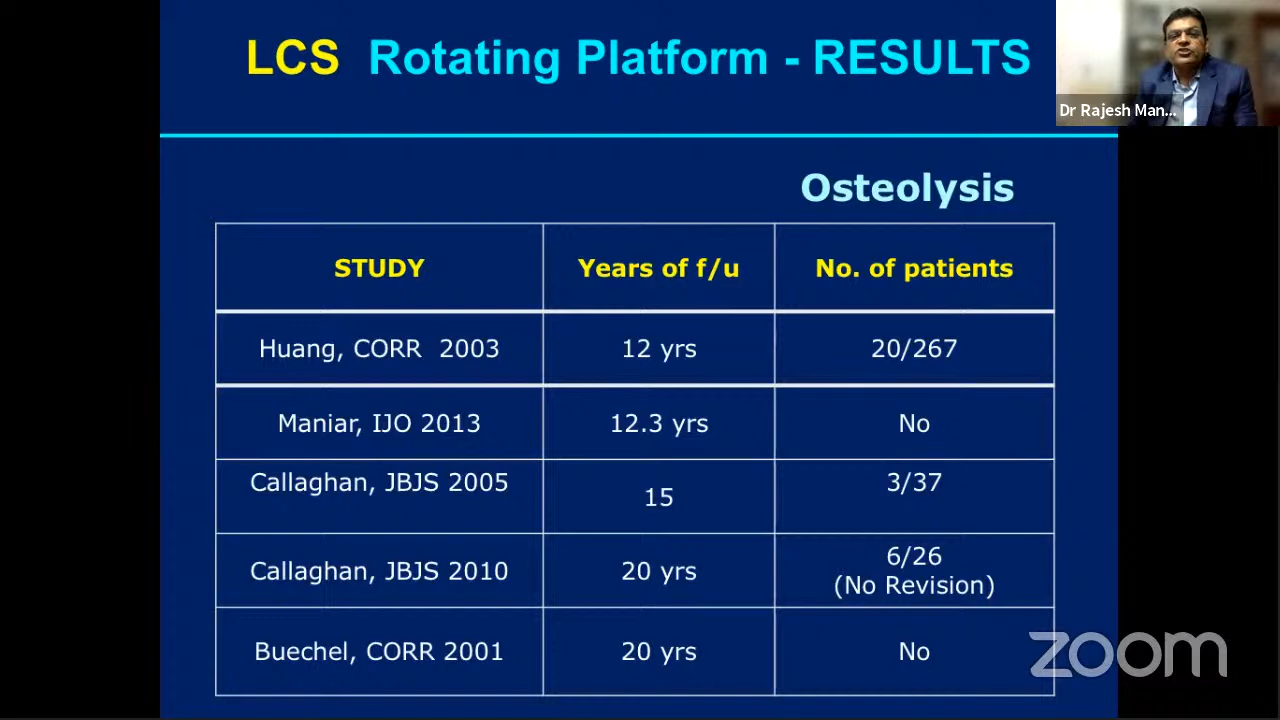 LCS Rotating Platform - RESULTS
Dr Rajesh Man...
Osteolysis
STUDY Years of f/u No. of patients
Huang, CORR 2003 12 yrs 20/267
Maniar, IJO 2013 12.3 yrs No
Callaghan, JBJS 2005 15 3/37
Callaghan, JBJS 2010 20 yrs 6/26
(No Revision)
Buechel, CORR 2001 20 yrs No
zoom